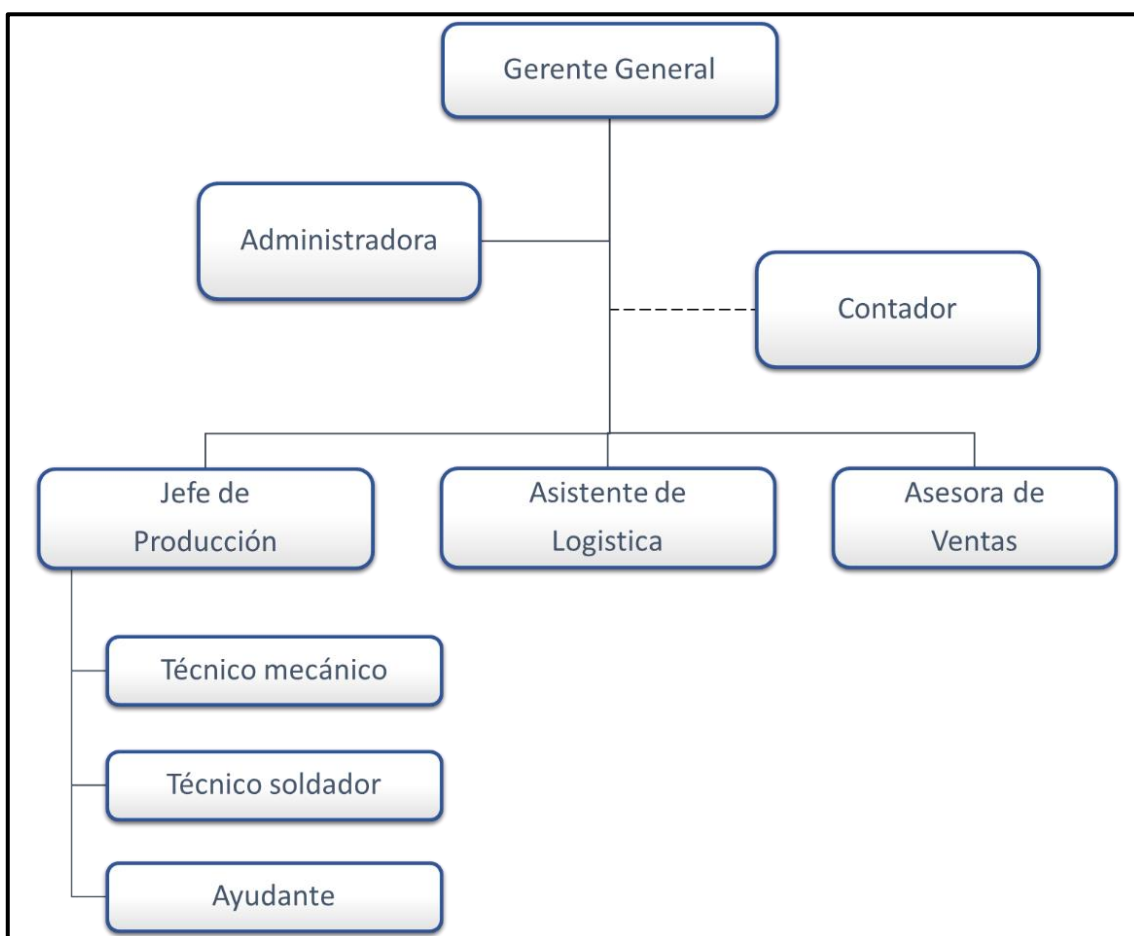 Gerente General
Administradora
Contador
Jefe de
Producción
Asistente de
Logistica
Asesora de
Ventas
Técnico mecánico
Técnico soldador
Ayudante